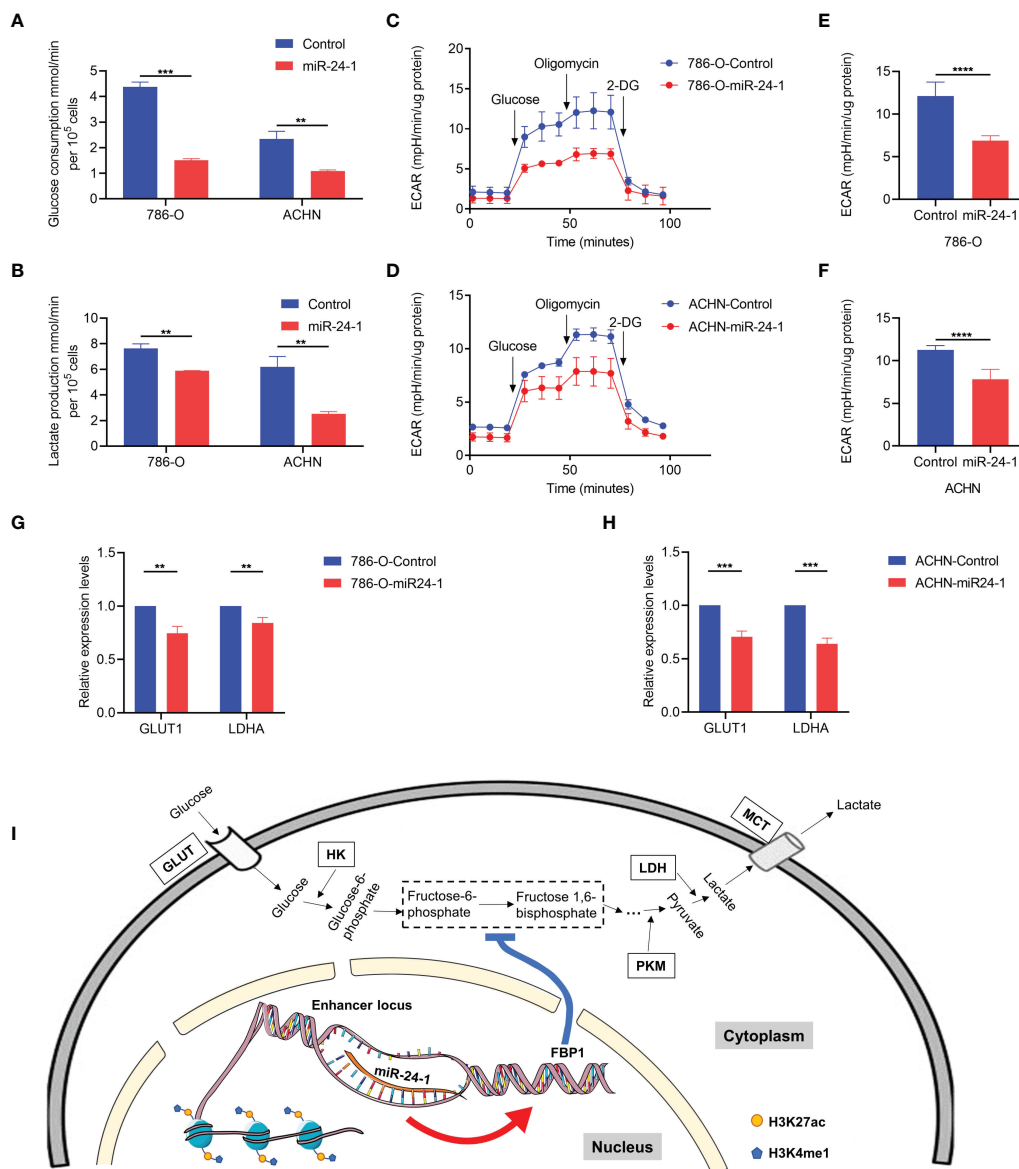 A
Control
miR-24-1
Glucose consumption mmol/min
per 10⁵ cells
5
4
3
2
1
0
***
**
786-O
ACHN
B
Control
miR-24-1
Lactate production mmol/min
per 10⁵ cells
10
8
6
4
2
0
**
**
786-O
ACHN
C
786-O-Control
786-O-miR-24-1
ECAR (mpH/min/ug protein)
20
15
10
5
0
Glucose
Oligomycin
2-DG
0
50
100
Time (minutes)
D
ACHN-Control
ACHN-miR-24-1
ECAR (mpH/min/ug protein)
15
10
5
0
Glucose
Oligomycin
2-DG
0
50
100
Time (minutes)
E
ECAR (mpH/min/ug protein)
20
15
10
5
0
****
Control miR-24-1
786-O
F
ECAR (mpH/min/ug protein)
15
10
5
0
****
Control miR-24-1
ACHN
G
786-O-Control
786-O-miR24-1
Relative expression levels
1.5
1.0
0.5
0.0
**
**
GLUT1
LDHA
H
ACHN-Control
ACHN-miR24-1
Relative expression levels
1.5
1.0
0.5
0.0
***
***
GLUT1
LDHA
I
Glucose
GLUT
HK
Glucose
Glucose-6-
phosphate
Fructose-6-
phosphate
Fructose 1,6-
bisphosphate
...
PKM
Pyruvate
LDH
Lactate
MCT
Lactate
Enhancer locus
miR-24-1
FBP1
Cytoplasm
Nucleus
H3K27ac
H3K4me1